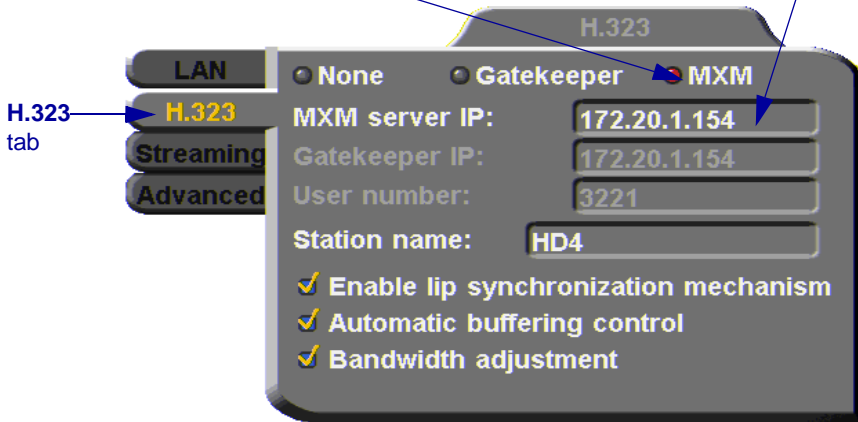 H.323
LAN
H.323
Streaming
Advanced
H.323
tab
None Gatekeeper MXM
MXM server IP: 172.20.1.154
Gatekeeper IP: 172.20.1.154
User number: 3221
Station name: HD4
Enable lip synchronization mechanism
Automatic buffering control
Bandwidth adjustment